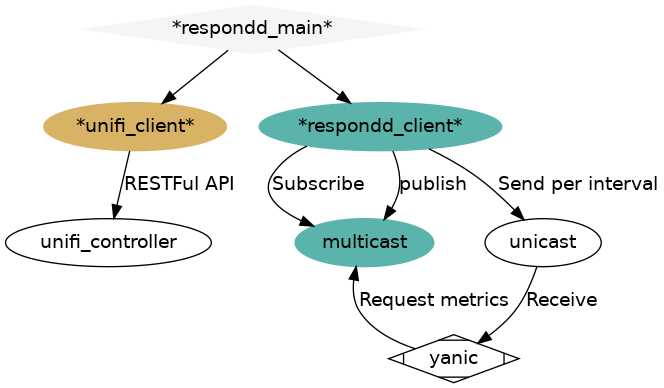 *respondd_main*
*unifi_client*
*respondd_client*
RESTFul API
Subscribe
publish
Send per interval
unifi_controller
multicast
unicast
Request metrics
Receive
yanic